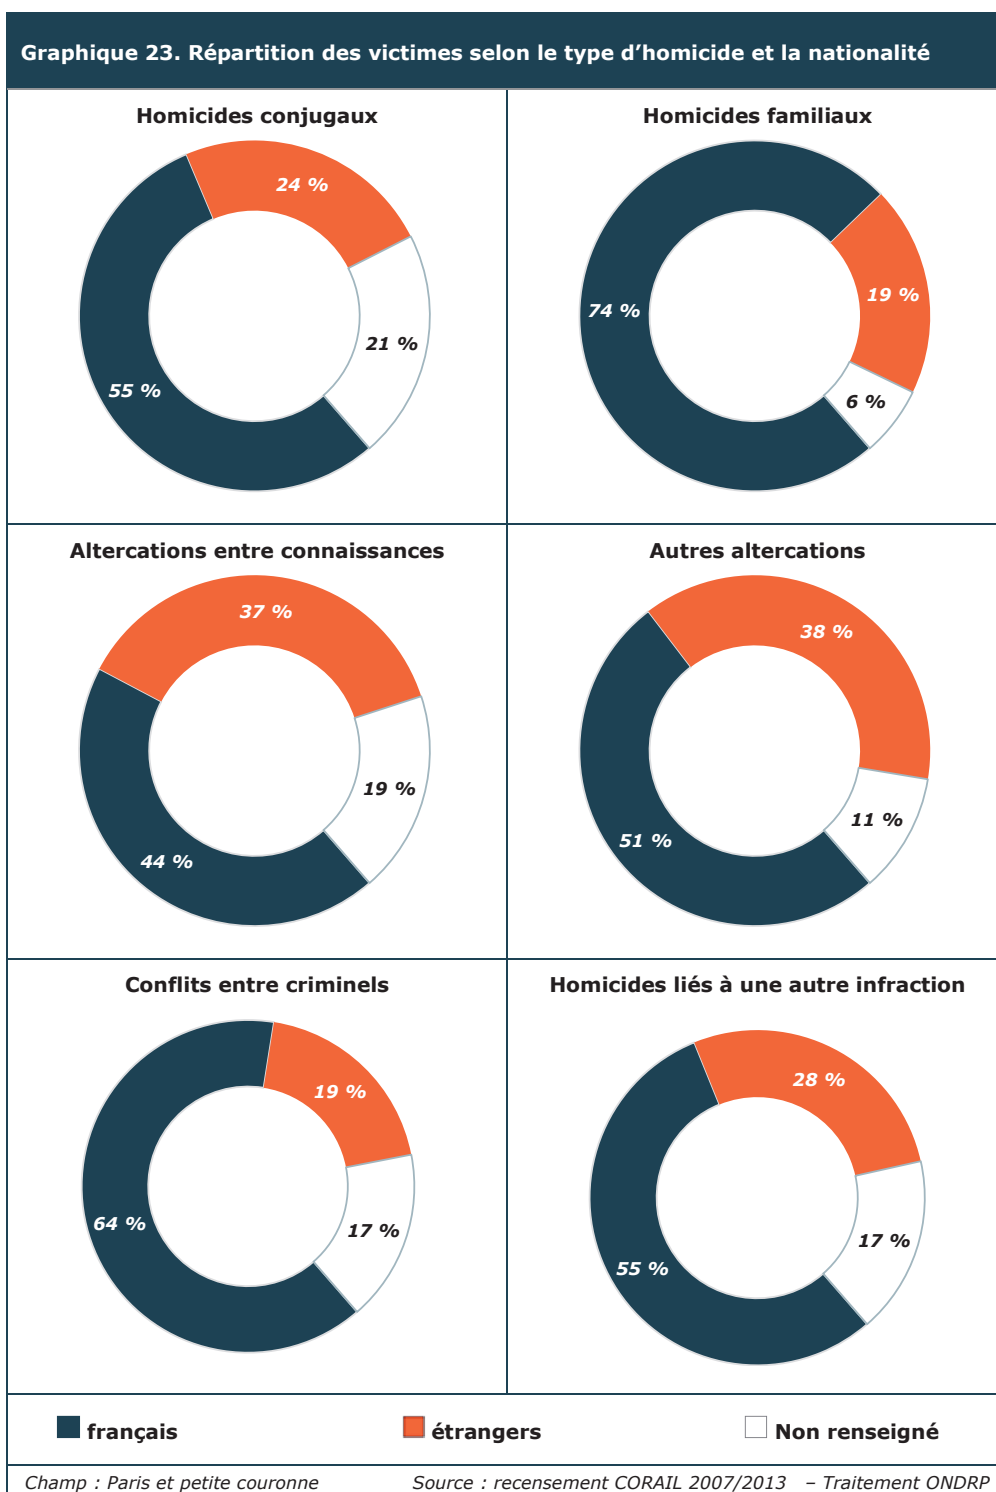 Graphique 23. Répartition des victimes selon le type d’homicide et la nationalité
Homicides conjugaux
24 %
21 %
55 %
Homicides familiaux
74 %
19 %
6 %
Altercations entre connaissances
37 %
19 %
44 %
Autres altercations
38 %
11 %
51 %
Conflits entre criminels
19 %
64 %
17 %
Homicides liés à une autre infraction
28 %
17 %
55 %
français
étrangers
Non renseigné
Champ : Paris et petite couronne
Source : recensement CORAIL 2007/2013 – Traitement ONDRP